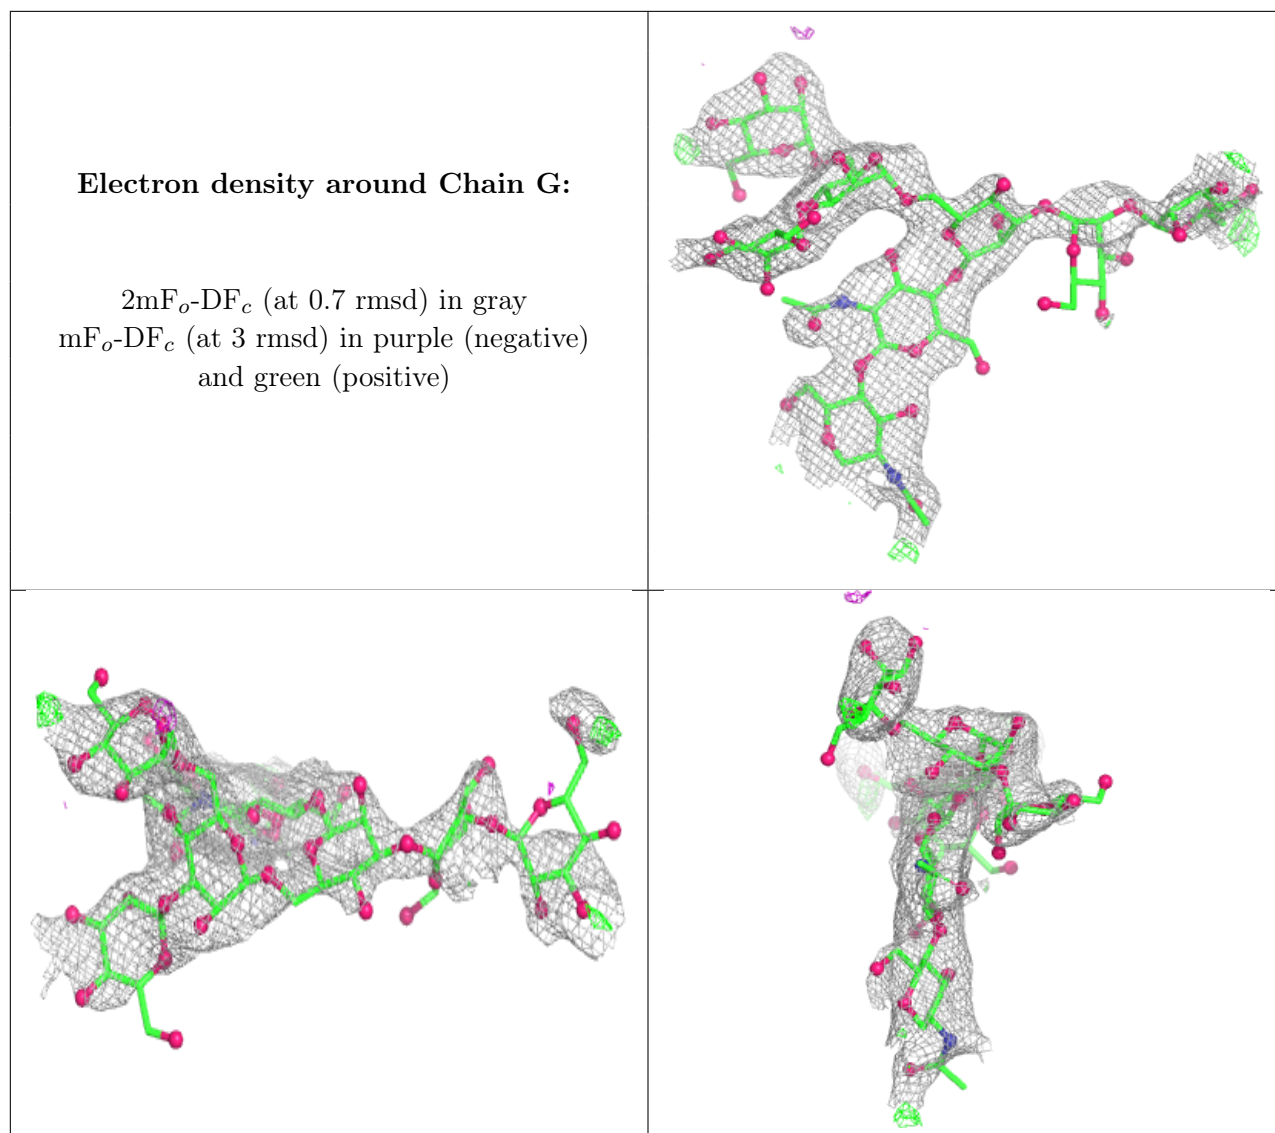 Electron density around Chain G:
2mFₒ-DF𝒸 (at 0.7 rmsd) in gray
mFₒ-DF𝒸 (at 3 rmsd) in purple (negative)
and green (positive)